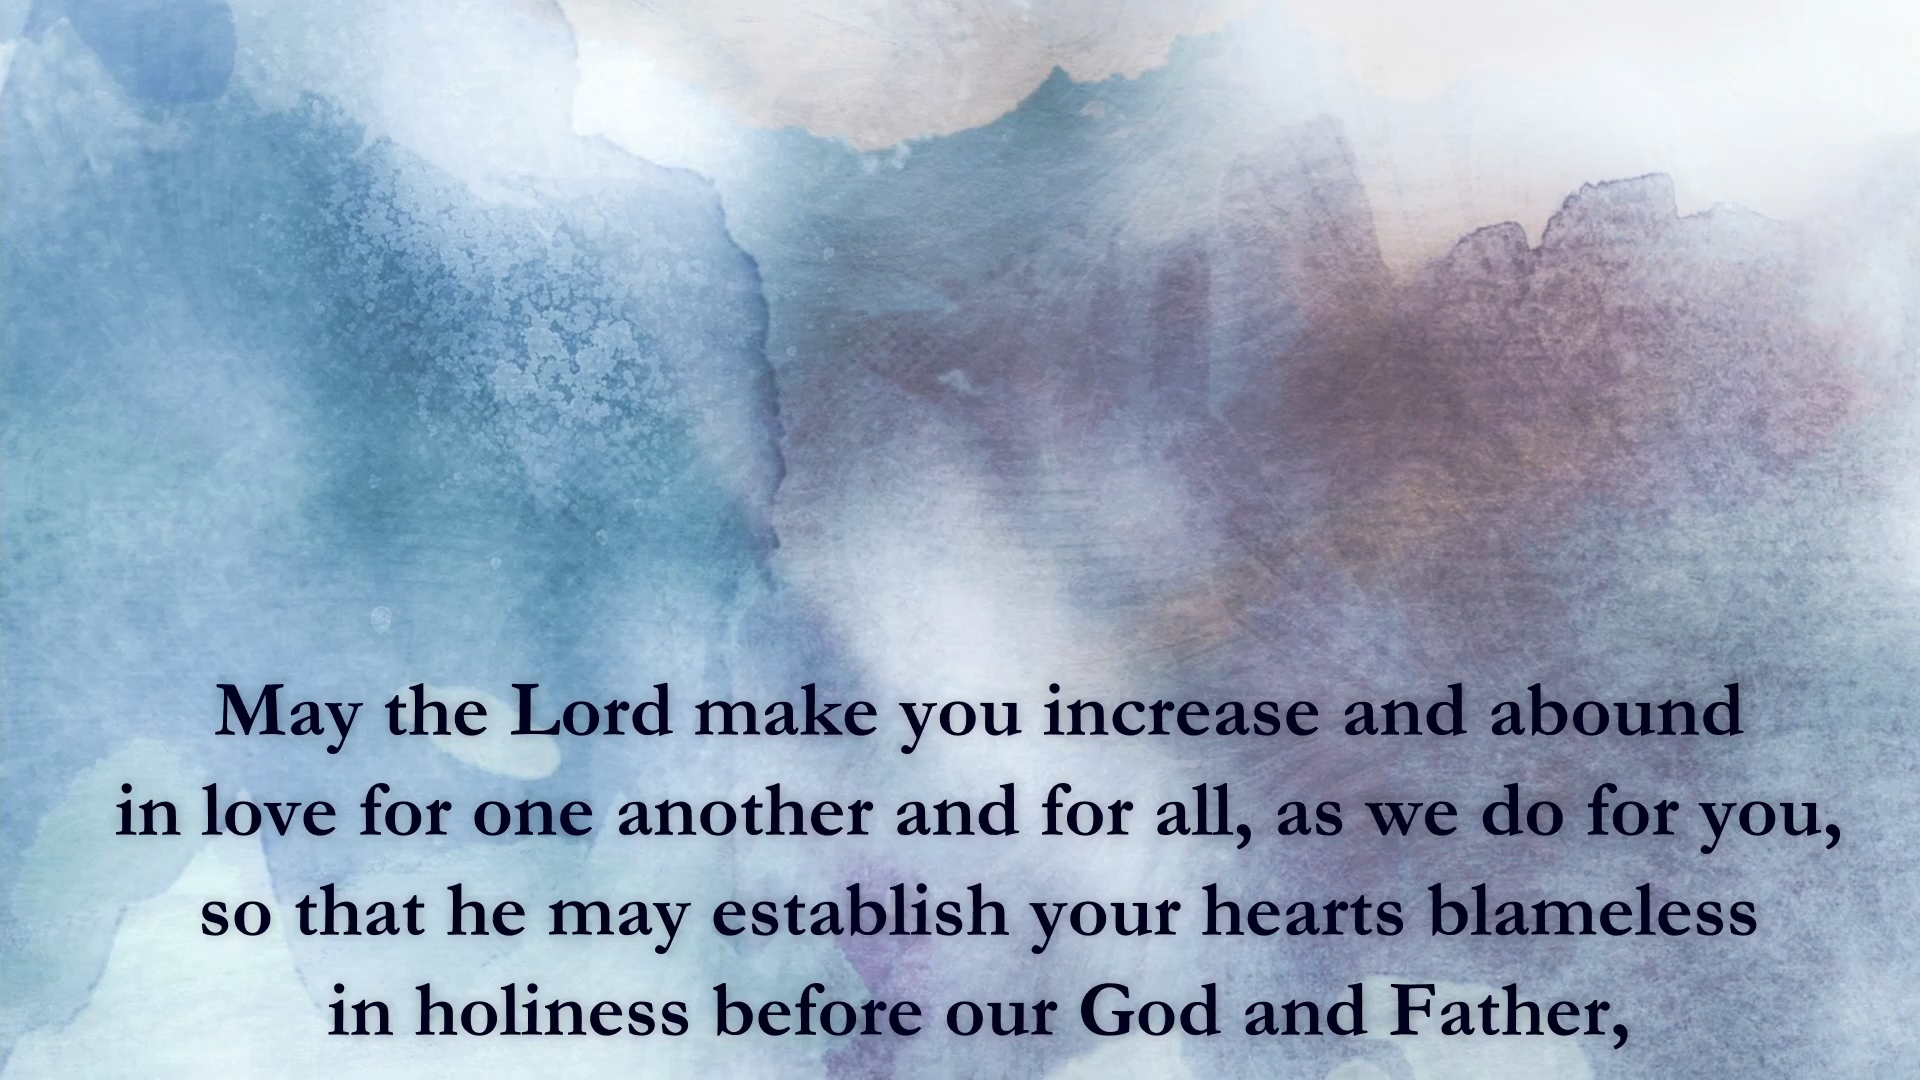 May the Lord make you increase and abound
in love for one another and for all, as we do for you,
so that he may establish your hearts blameless
in holiness before our God and Father,